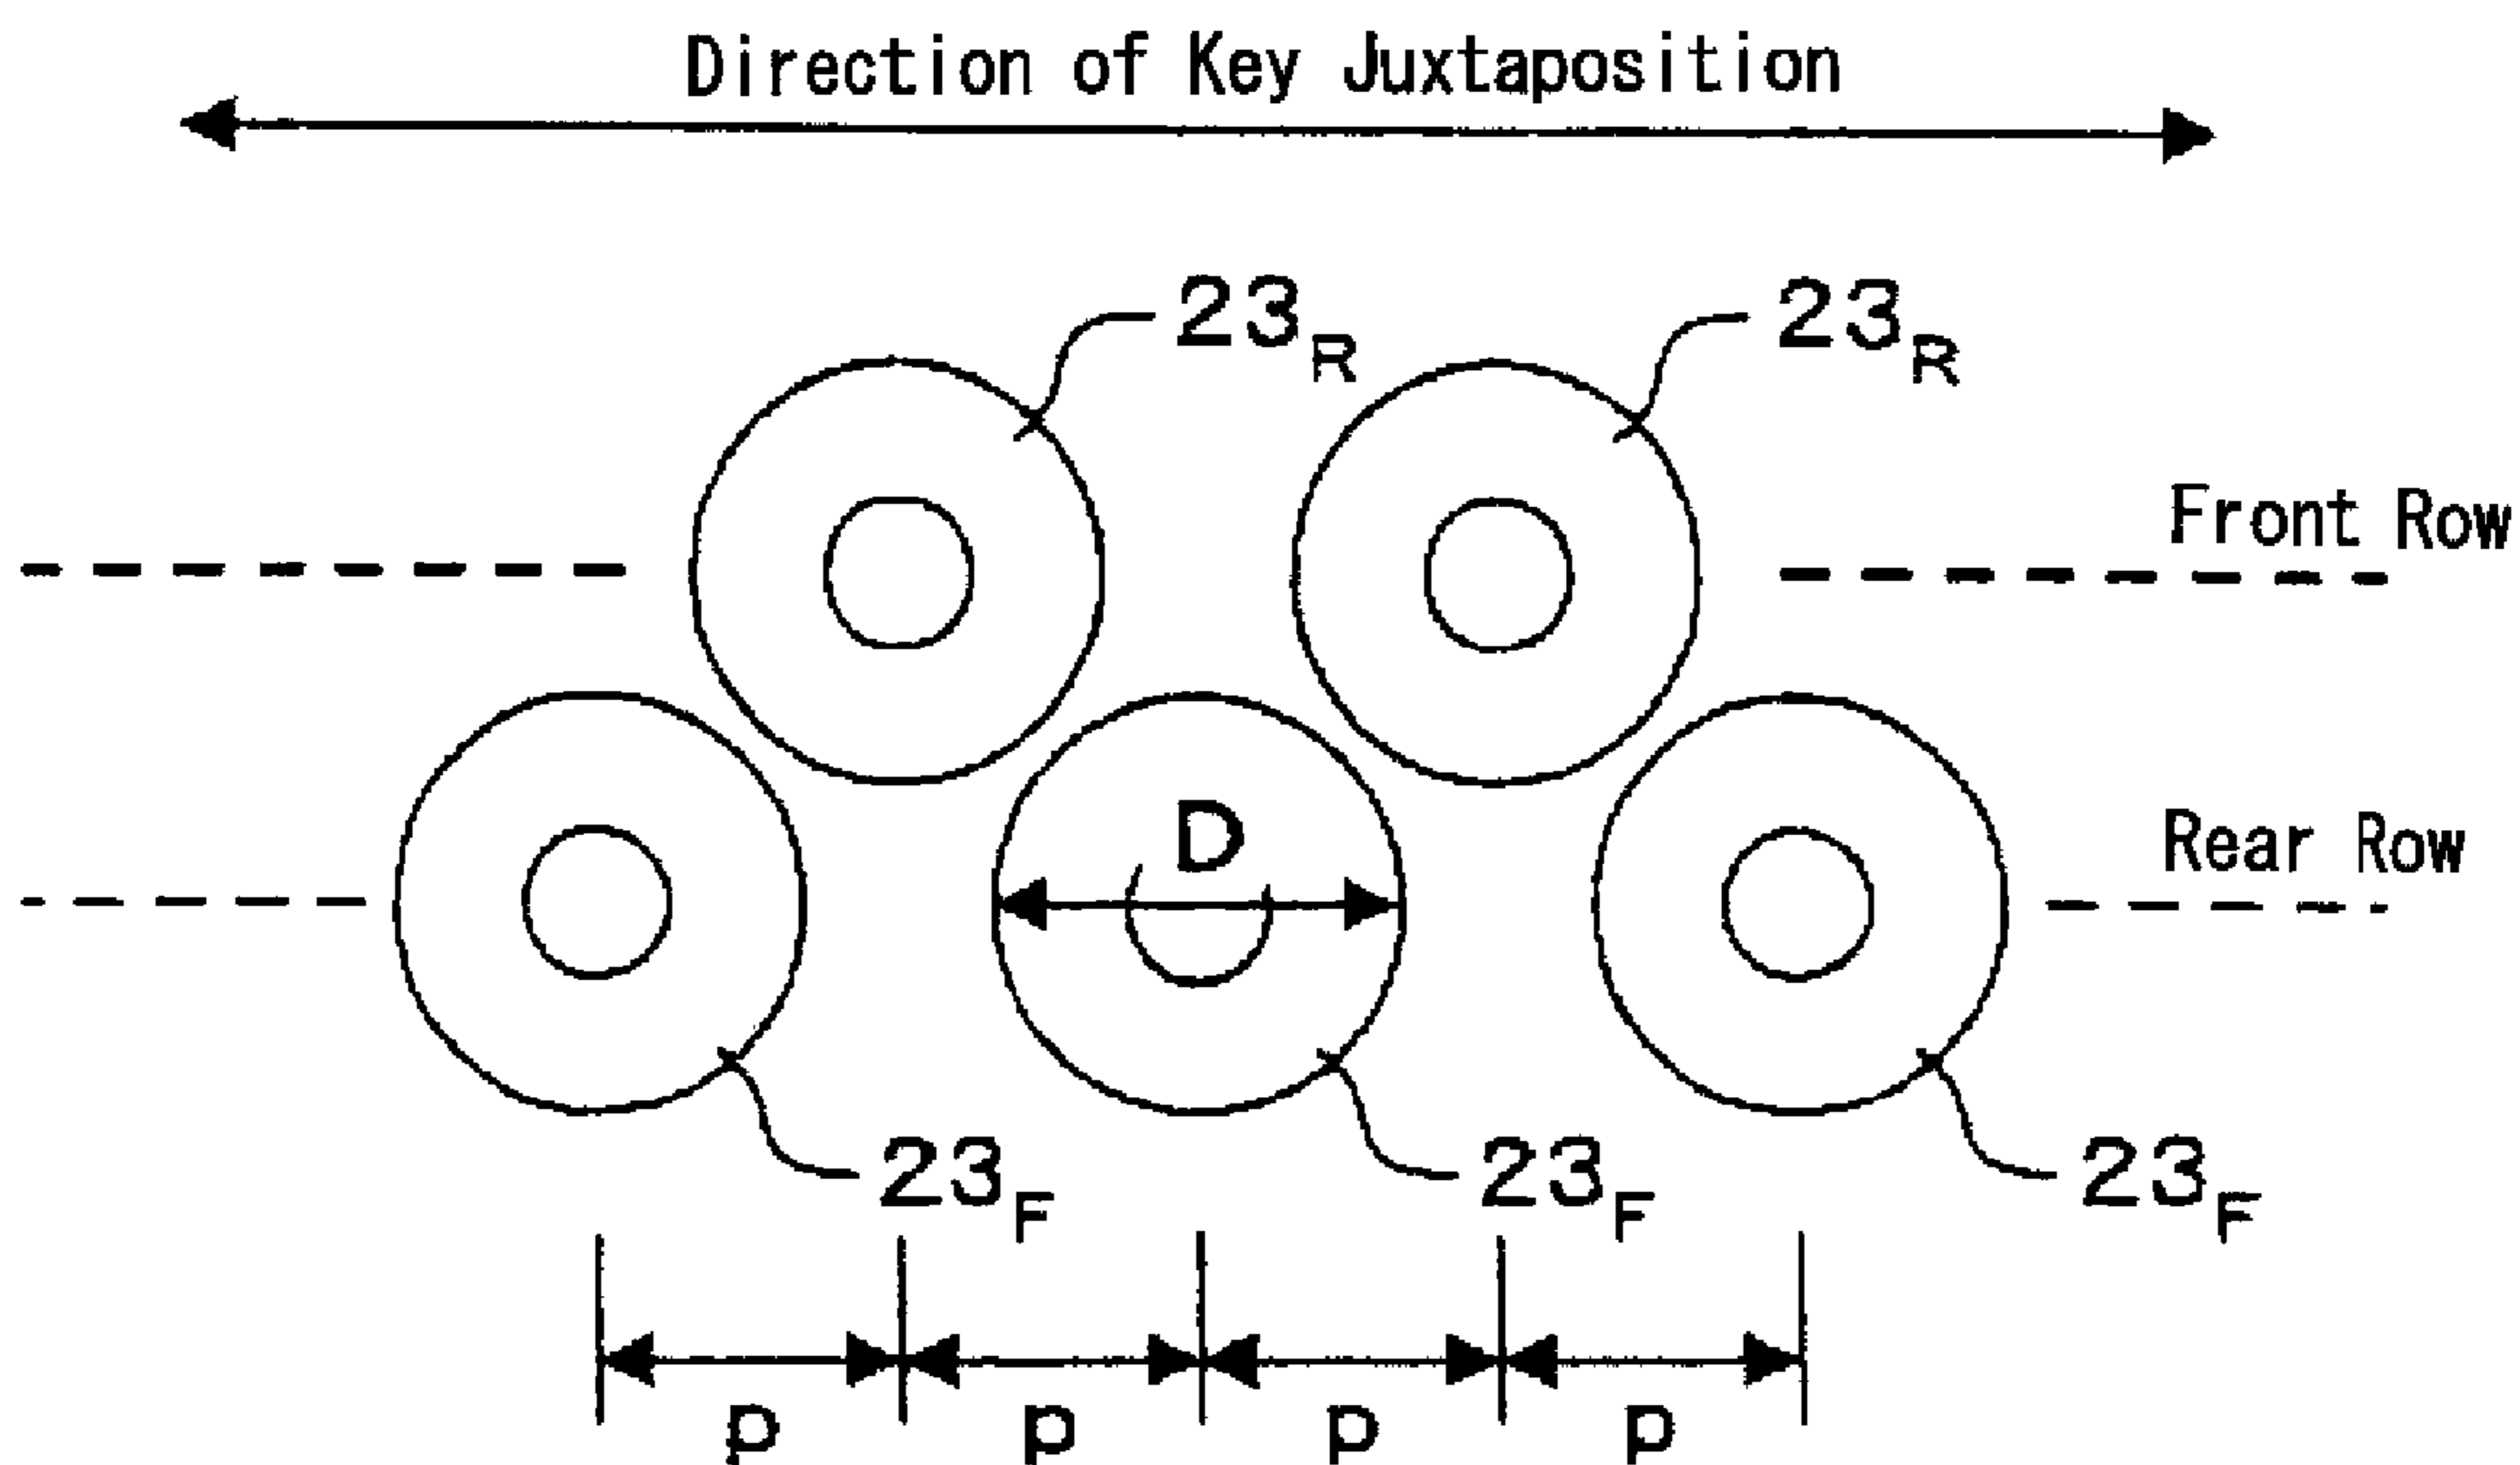 Direction of Key Juxtaposition
23R 23R
Front Row
D
Rear Row
23F 23F 23F
p p p p